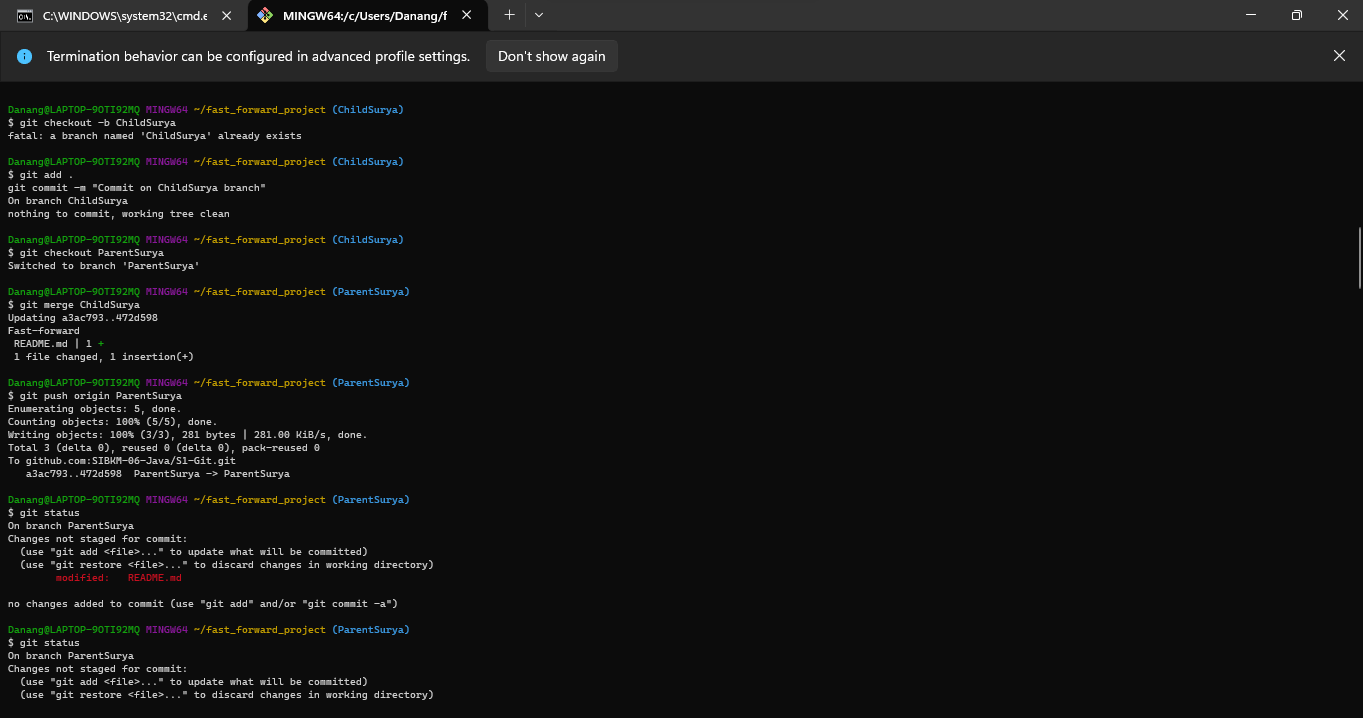 C:\WINDOWS\system32\cmd.e
MINGW64:/c/Users/Danang/f
Termination behavior can be configured in advanced profile settings.
Don't show again
Danang@LAPTOP-9OTI92MQ MINGW64 ~/fast_forward_project (ChildSurya)
$ git checkout -b ChildSurya
fatal: a branch named 'ChildSurya' already exists
Danang@LAPTOP-9OTI92MQ MINGW64 ~/fast_forward_project (ChildSurya)
$ git add .
git commit -m "Commit on ChildSurya branch"
On branch ChildSurya
nothing to commit, working tree clean
Danang@LAPTOP-9OTI92MQ MINGW64 ~/fast_forward_project (ChildSurya)
$ git checkout ParentSurya
Switched to branch 'ParentSurya'
Danang@LAPTOP-9OTI92MQ MINGW64 ~/fast_forward_project (ParentSurya)
$ git merge ChildSurya
Updating a3ac793..472d598
Fast-forward
README.md | 1 +
1 file changed, 1 insertion(+)
Danang@LAPTOP-9OTI92MQ MINGW64 ~/fast_forward_project (ParentSurya)
$ git push origin ParentSurya
Enumerating objects: 5, done.
Counting objects: 100% (5/5), done.
Writing objects: 100% (3/3), 281 bytes | 281.00 KiB/s, done.
Total 3 (delta 0), reused 0 (delta 0), pack-reused 0
To github.com:SIBKM-06-Java/S1-Git.git
a3ac793..472d598  ParentSurya -> ParentSurya
Danang@LAPTOP-9OTI92MQ MINGW64 ~/fast_forward_project (ParentSurya)
$ git status
On branch ParentSurya
Changes not staged for commit:
(use "git add <file>..." to update what will be committed)
(use "git restore <file>..." to discard changes in working directory)
modified:   README.md
no changes added to commit (use "git add" and/or "git commit -a")
Danang@LAPTOP-9OTI92MQ MINGW64 ~/fast_forward_project (ParentSurya)
$ git status
On branch ParentSurya
Changes not staged for commit:
(use "git add <file>..." to update what will be committed)
(use "git restore <file>..." to discard changes in working directory)